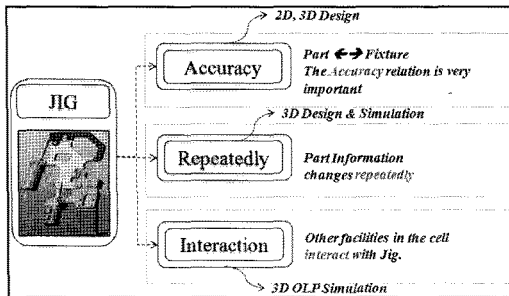 2D, 3D Design
Accuracy
Part ↔ Fixture
The Accuracy relation is very
important
JIG
3D Design & Simulation
Repeatedly
Part Information
changes repeatedly
Interaction
Other facilities in the cell
interact with Jig.
3D OLP Simulation